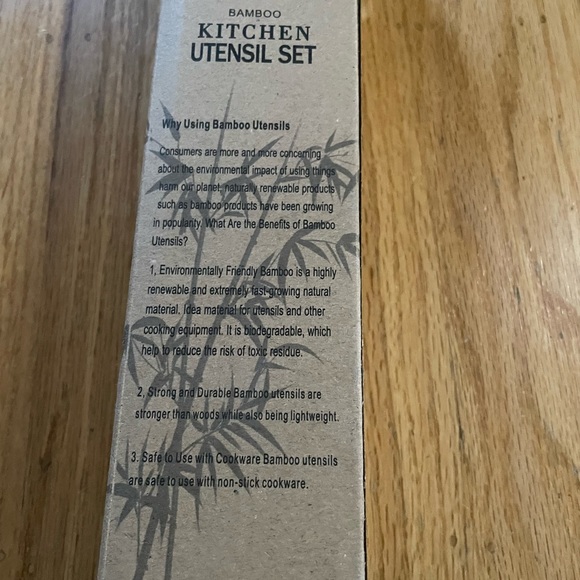 BAMBOO
KITCHEN
UTENSIL SET
Why Using Bamboo Utensils
Consumers are more and more concerning
about the environmental impact of using things
harm our planet, naturally renewable products
such as bamboo products have been growing
in popularity. What Are the Benefits of Bamboo
Utensils?
1, Environmentally Friendly Bamboo is a highly
renewable and extremely fast-growing natural
material. Idea material for utensils and other
cooking equipment. It is biodegradable, which
help to reduce the risk of toxic residue.
2, Strong and Durable Bamboo utensils are
stronger than woods while also being lightweight.
3. Safe to Use with Cookware Bamboo utensils
are safe to use with non-stick cookware.